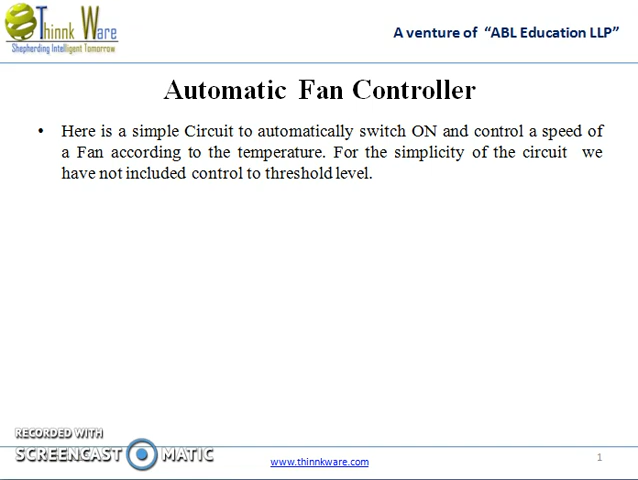 Thinnk Ware
Shepherding Intelligent Tomorrow
A venture of “ABL Education LLP”
Automatic Fan Controller
• Here is a simple Circuit to automatically switch ON and control a speed of
a Fan according to the temperature. For the simplicity of the circuit we
have not included control to threshold level.
RECORDED WITH
SCREENCAST MATIC
www.thinnkware.com
1